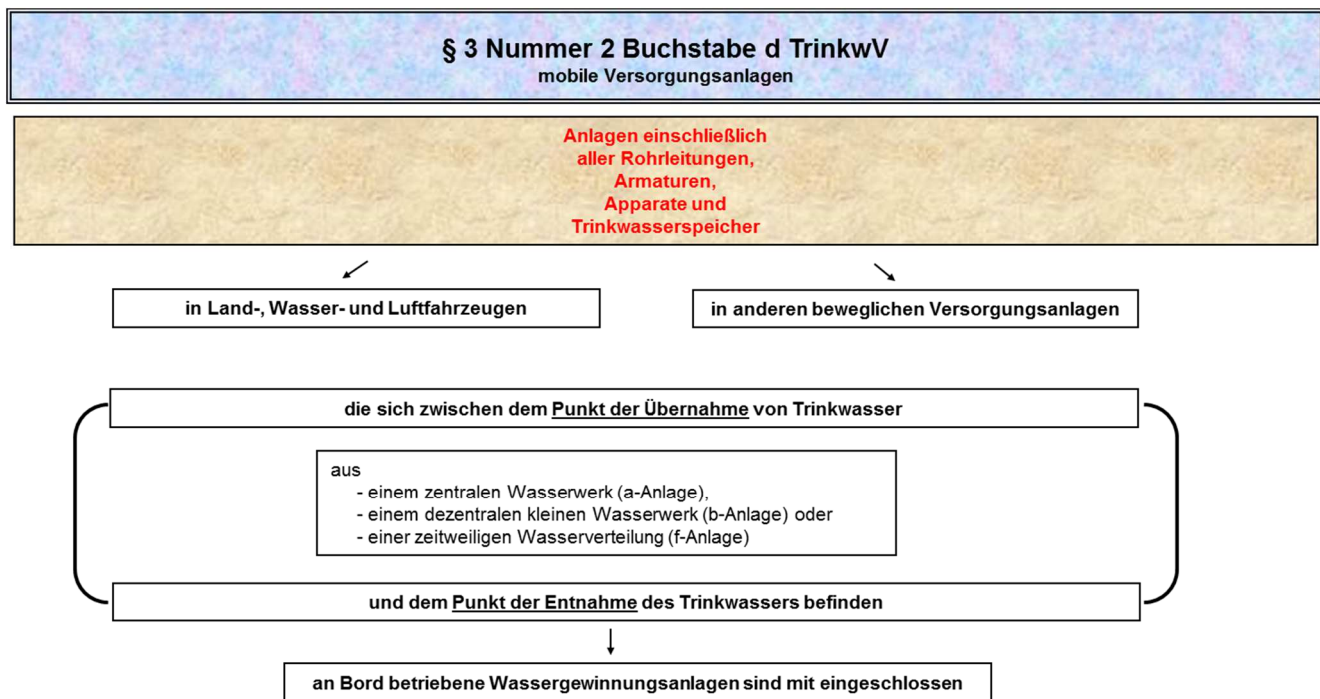 § 3 Nummer 2 Buchstabe d TrinkwV
mobile Versorgungsanlagen
Anlagen einschließlich
aller Rohrleitungen,
Armaturen,
Apparate und
Trinkwasserspeicher
in Land-, Wasser- und Luftfahrzeugen
in anderen beweglichen Versorgungsanlagen
die sich zwischen dem Punkt der Übernahme von Trinkwasser
aus
- einem zentralen Wasserwerk (a-Anlage),
- einem dezentralen kleinen Wasserwerk (b-Anlage) oder
- einer zeitweiligen Wasserverteilung (f-Anlage)
und dem Punkt der Entnahme des Trinkwassers befinden
an Bord betriebene Wassergewinnungsanlagen sind mit eingeschlossen